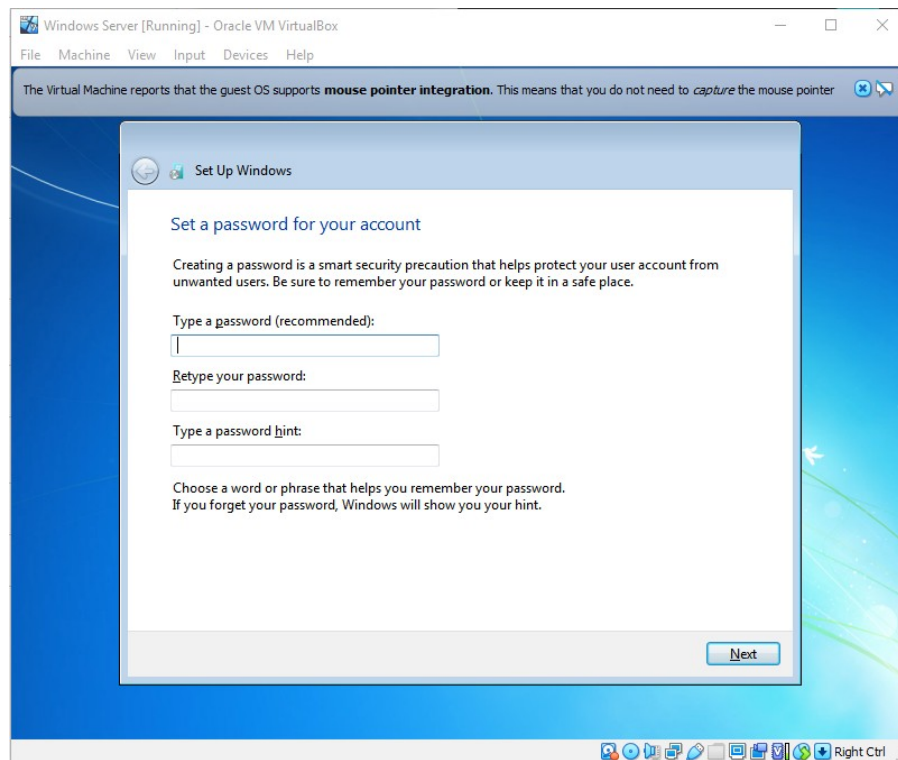 Windows Server [Running] - Oracle VM VirtualBox
File Machine View Input Devices Help
The Virtual Machine reports that the guest OS supports mouse pointer integration. This means that you do not need to capture the mouse pointer
Set Up Windows
Set a password for your account
Creating a password is a smart security precaution that helps protect your user account from
unwanted users. Be sure to remember your password or keep it in a safe place.
Type a password (recommended):
Retype your password:
Type a password hint:
Choose a word or phrase that helps you remember your password.
If you forget your password, Windows will show you your hint.
Next
Right Ctrl